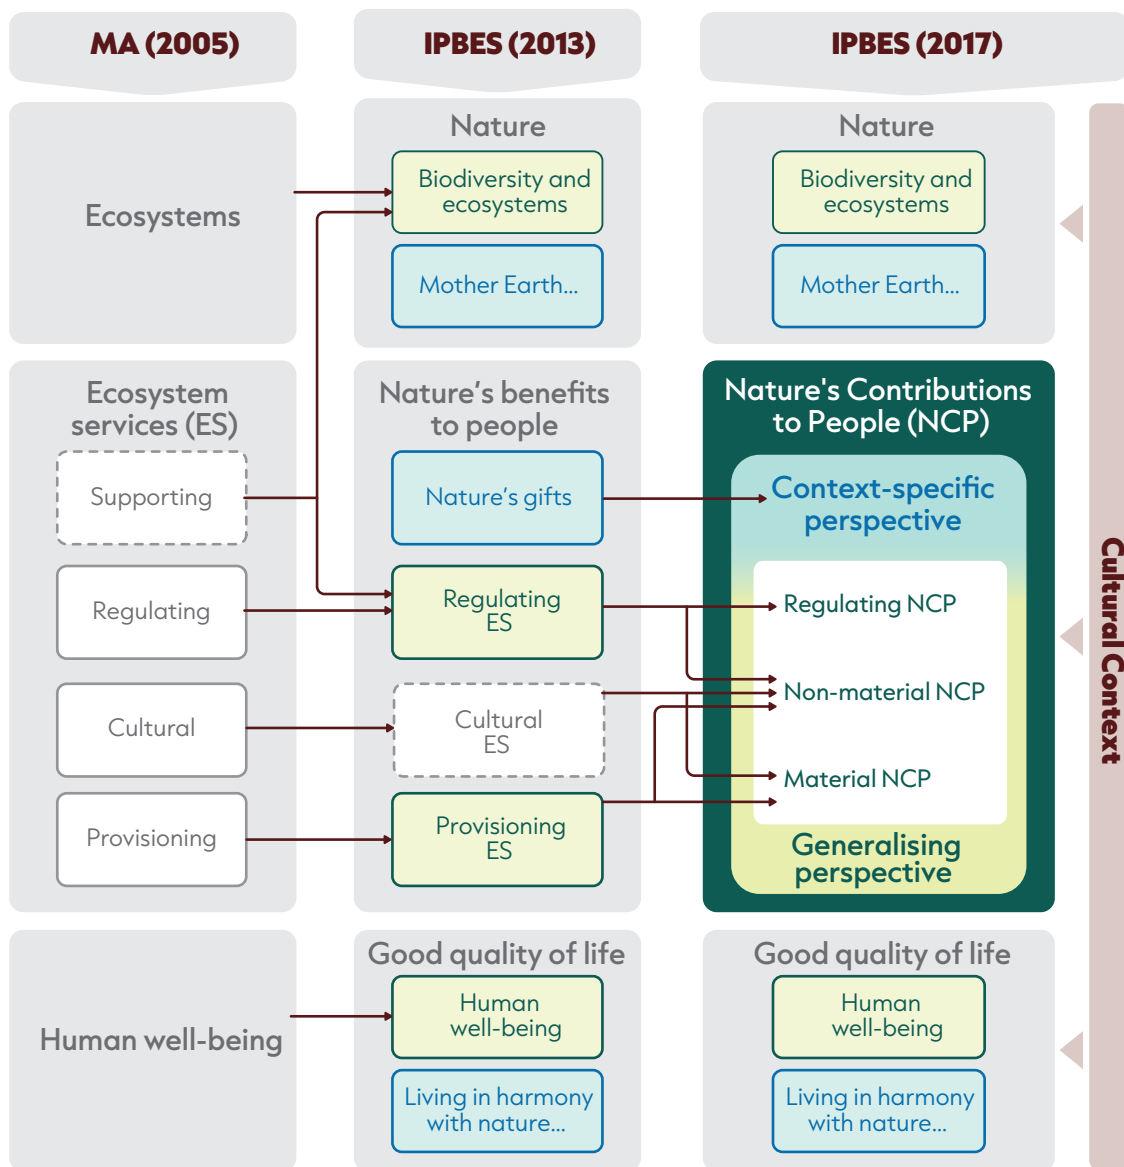 MA (2005)
IPBES (2013)
IPBES (2017)
Ecosystems
Nature
Biodiversity and
ecosystems
Mother Earth...
Nature
Biodiversity and
ecosystems
Mother Earth...
Ecosystem
services (ES)
Supporting
Regulating
Cultural
Provisioning
Nature's benefits
to people
Nature's gifts
Regulating
ES
Cultural
ES
Provisioning
ES
Nature's Contributions
to People (NCP)
Context-specific
perspective
Regulating NCP
Non-material NCP
Material NCP
Generalising
perspective
Human well-being
Good quality of life
Human
well-being
Living in harmony
with nature...
Good quality of life
Human
well-being
Living in harmony
with nature...
Cultural Context